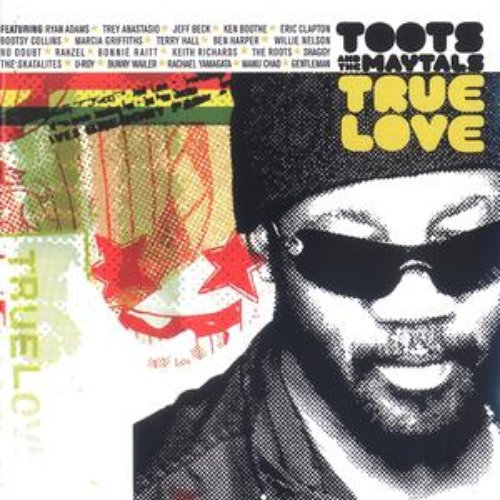 FEATURING RYAN ADAMS ★ TREY ANASTASIO ★ JEFF BECK ★ KEN BOOTHE ★ ERIC CLAPTON
BOOTSY COLLINS ★ MARCIA GRIFFITHS ★ TERRY HALL ★ BEN HARPER ★ WILLIE NELSON
NO DOUBT ★ RAHZEL ★ BONNIE RAITT ★ KEITH RICHARDS ★ THE ROOTS ★ SHAGGY
THE SKATALITES ★ U-ROY ★ BUNNY WAILER ★ RACHAEL YAMAGATA ★ MANU CHAO ★ GENTLEMAN
TOOTS
AND THE MAYTALS
TRUE
LOVE
TRUELOV